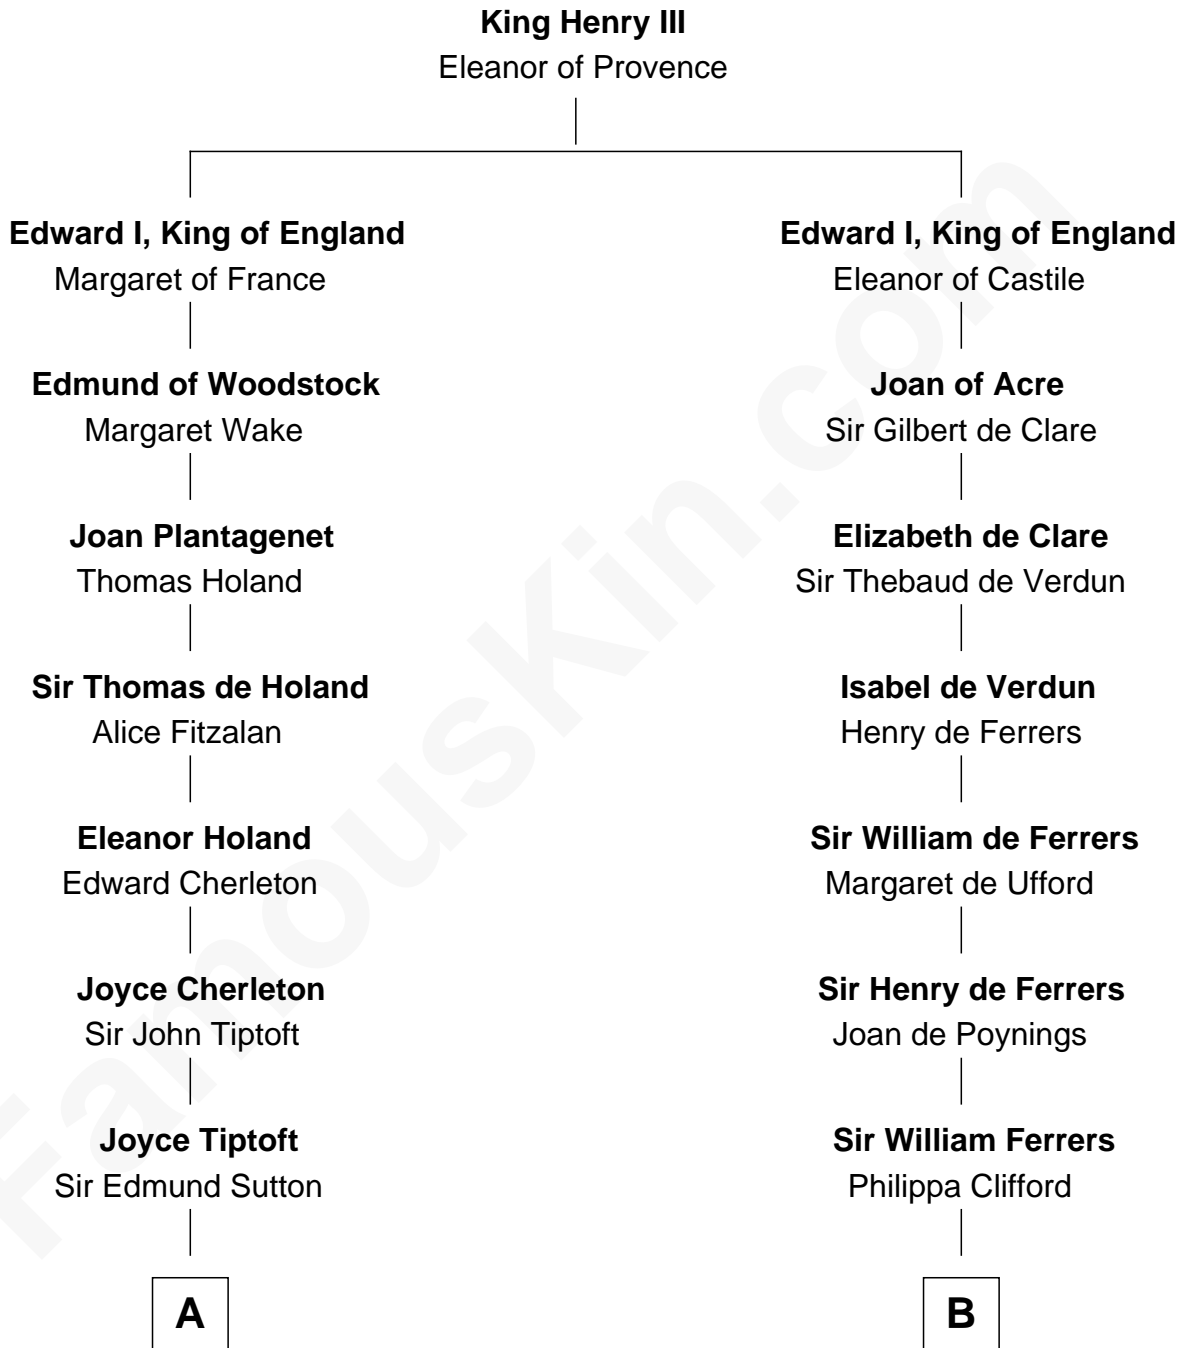 King Henry III
Eleanor of Provence
Edward I, King of England
Margaret of France
Edward I, King of England
Eleanor of Castile
Edmund of Woodstock
Margaret Wake
Joan of Acre
Sir Gilbert de Clare
Joan Plantagenet
Thomas Holand
Elizabeth de Clare
Sir Thebaud de Verdun
Sir Thomas de Holand
Alice Fitzalan
Isabel de Verdun
Henry de Ferrers
Eleanor Holand
Edward Cherleton
Sir William de Ferrers
Margaret de Ufford
Joyce Cherleton
Sir John Tiptoft
Sir Henry de Ferrers
Joan de Poynings
Joyce Tiptoft
Sir Edmund Sutton
Sir William Ferrers
Philippa Clifford
A
B
FamousKin.com